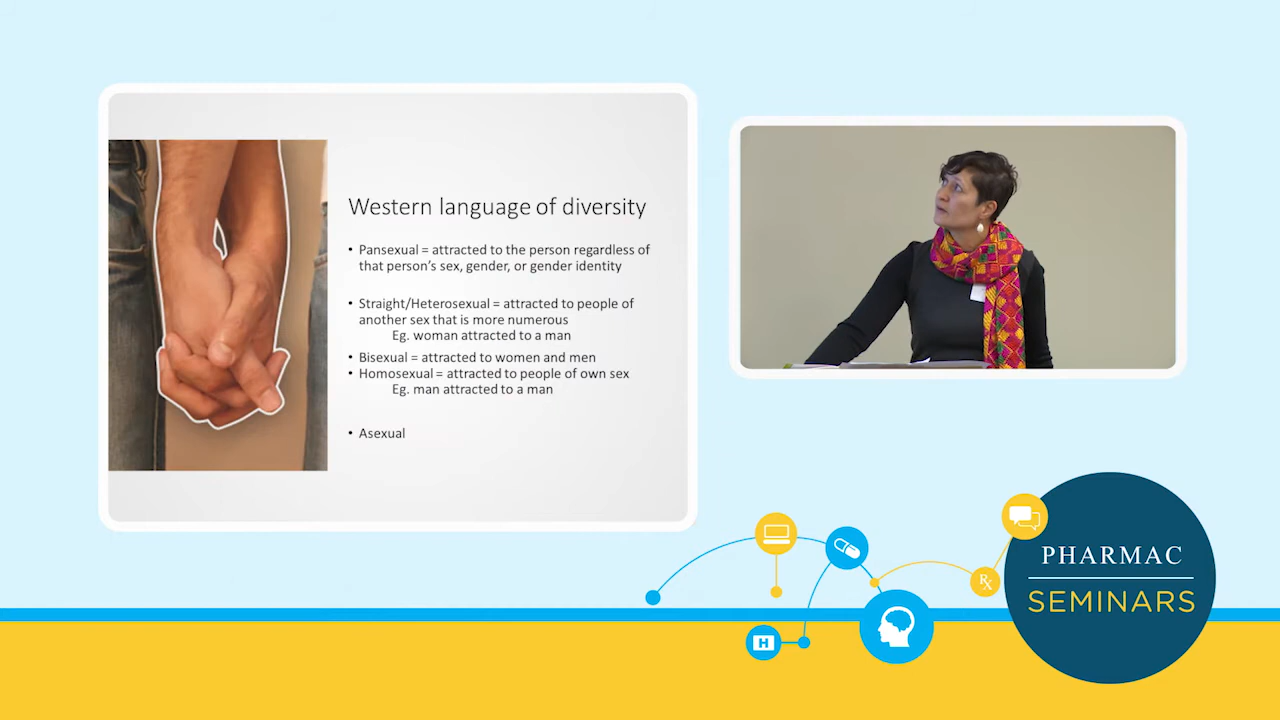 Western language of diversity
• Pansexual = attracted to the person regardless of
that person's sex, gender, or gender identity
• Straight/Heterosexual = attracted to people of
another sex that is more numerous
Eg. woman attracted to a man
• Bisexual = attracted to women and men
• Homosexual = attracted to people of own sex
Eg. man attracted to a man
• Asexual
PHARMAC
SEMINARS
Rx
H